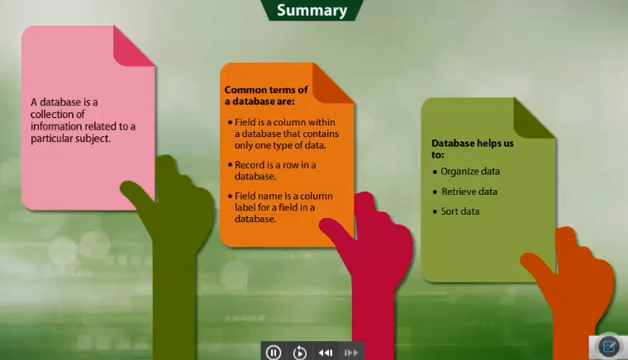 Summary
A database is a
collection of
information related to a
particular subject.
Common terms of
a database are:
• Field is a column within
a database that contains
only one type of data.
• Record is a row in a
database.
• Field name is a column
label for a field in a
database.
Database helps us
to:
• Organize data
• Retrieve data
• Sort data